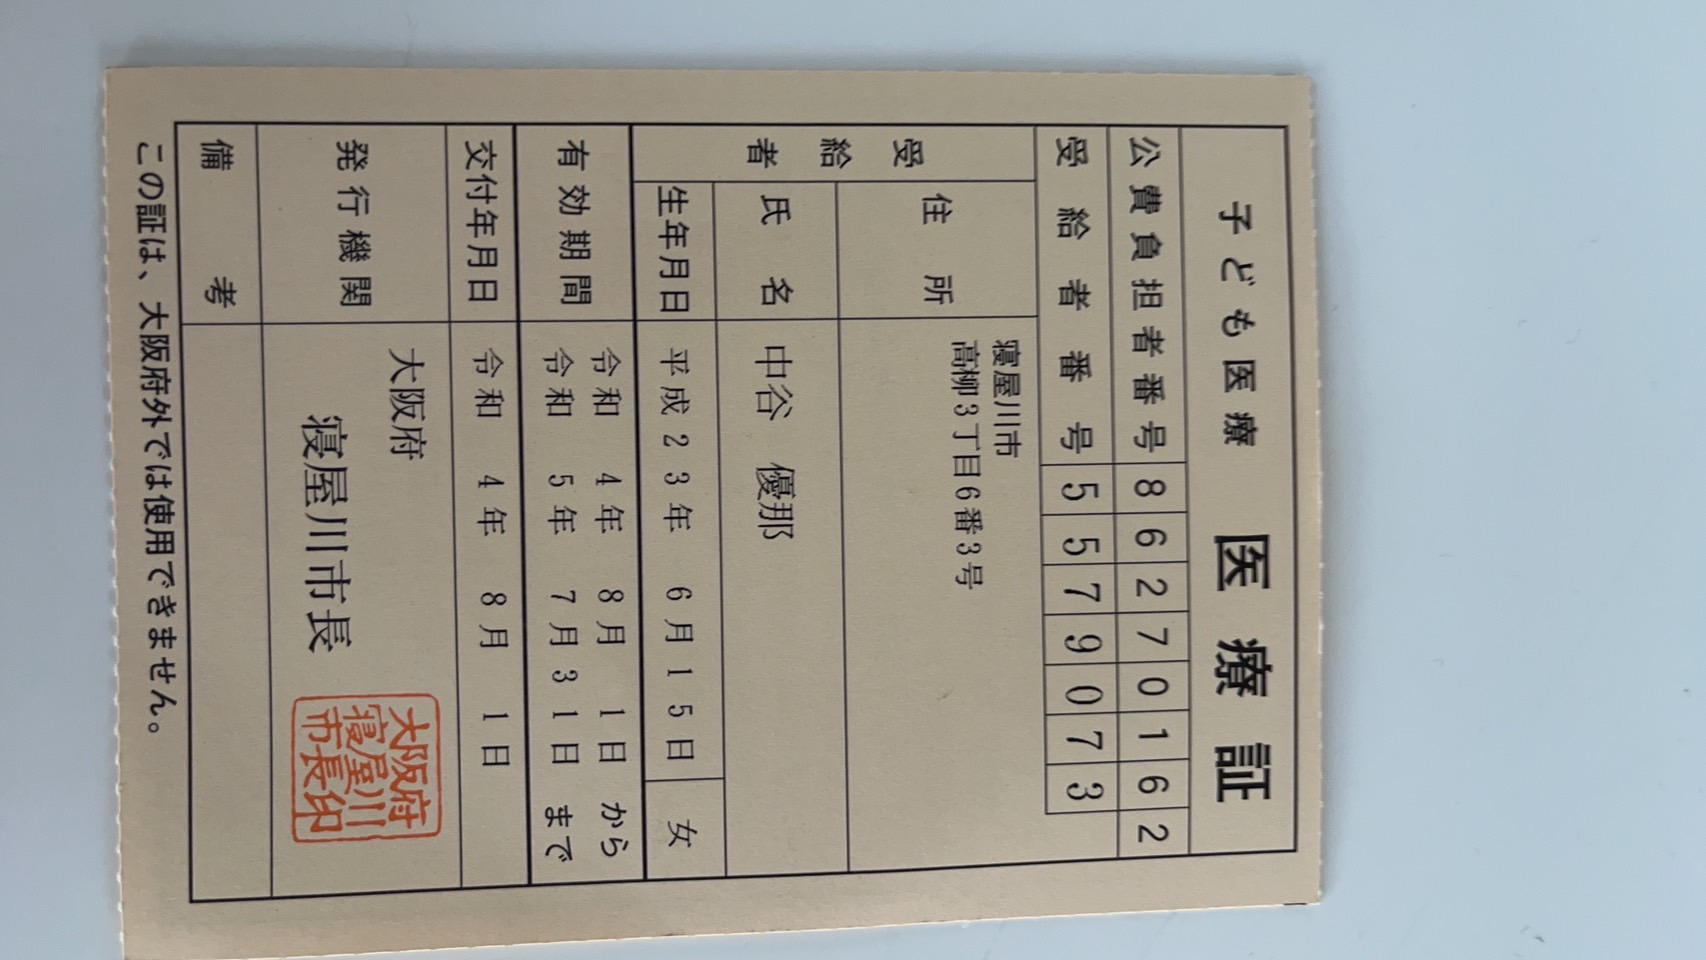 子ども医療 医療証
公費負担者番号 86270162
受給者番号 5579073
受給者
住所 寝屋川市
高柳3丁目6番3号
氏名 中谷 優那
生年月日 平成23年 6月15日 女
有効期間 令和 4年 8月 1日 から
令和 5年 7月31日 まで
交付年月日 令和 4年 8月 1日
発行機関 大阪府
寝屋川市長
大阪府
寝屋川
市長印
備考
この証は、大阪府外では使用できません。